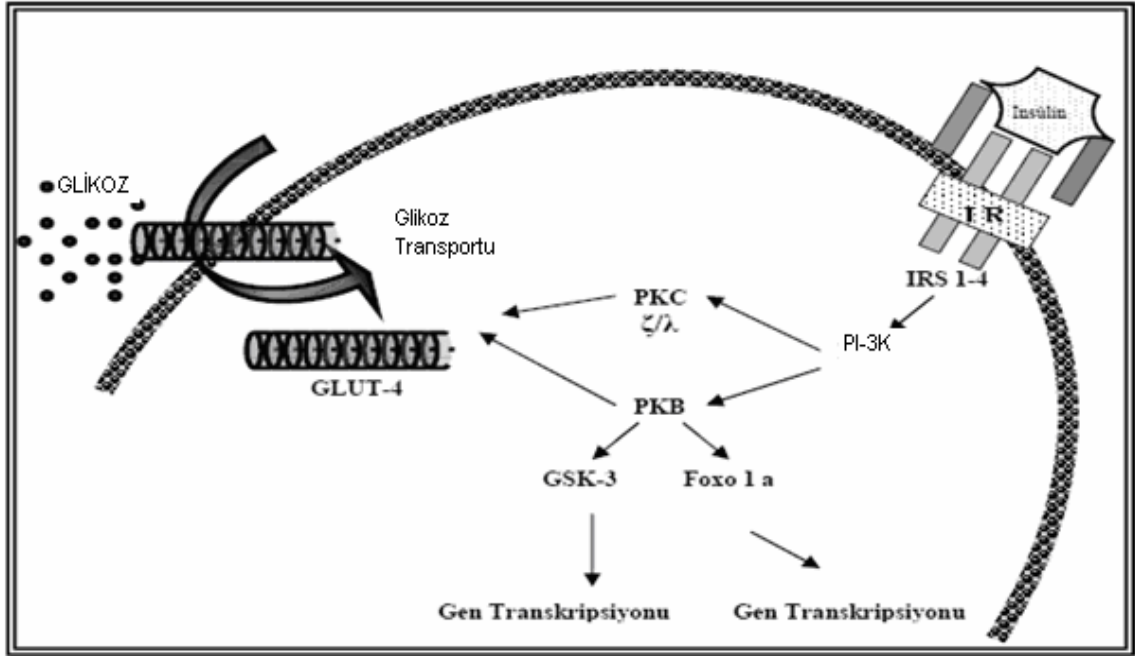 İnsülin
GLİKOZ
I R
Glikoz
Transportu
IRS 1-4
PKC
ζ/λ
PI-3K
GLUT-4
PKB
GSK-3
Foxo 1 a
Gen Transkripsiyonu
Gen Transkripsiyonu